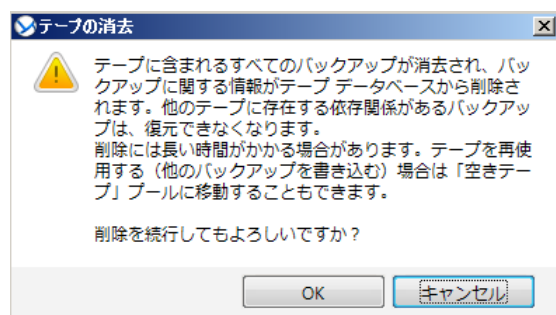 テープの消去
テープに含まれるすべてのバックアップが消去され、バッ
クアップに関する情報がテープ データベースから削除さ
れます。他のテープに存在する依存関係があるバックアッ
プは、復元できなくなります。
削除には長い時間がかかる場合があります。テープを再使
用する（他のバックアップを書き込む）場合は「空きテー
プ」プールに移動することもできます。
削除を続行してもよろしいですか？
OK
キャンセル